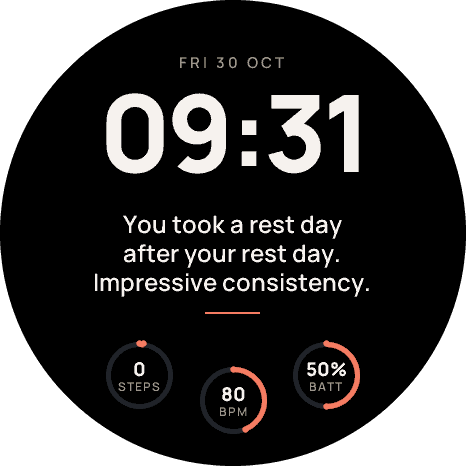 FRI 30 OCT
09:31
You took a rest day
after your rest day.
Impressive consistency.
0
STEPS
80
BPM
50%
BATT